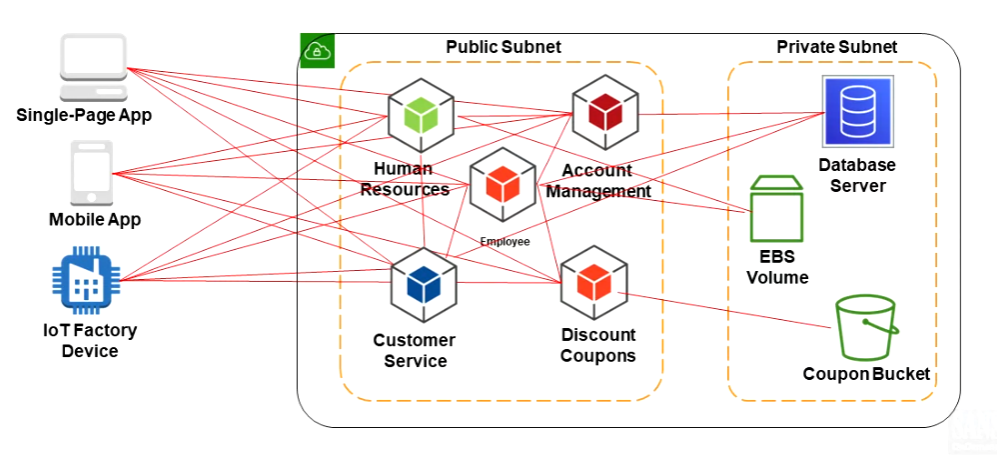 Public Subnet
Private Subnet
Single-Page App
Human
Resources
Account
Management
Database
Server
Mobile App
Employee
EBS
Volume
IoT Factory
Device
Customer
Service
Discount
Coupons
Coupon Bucket